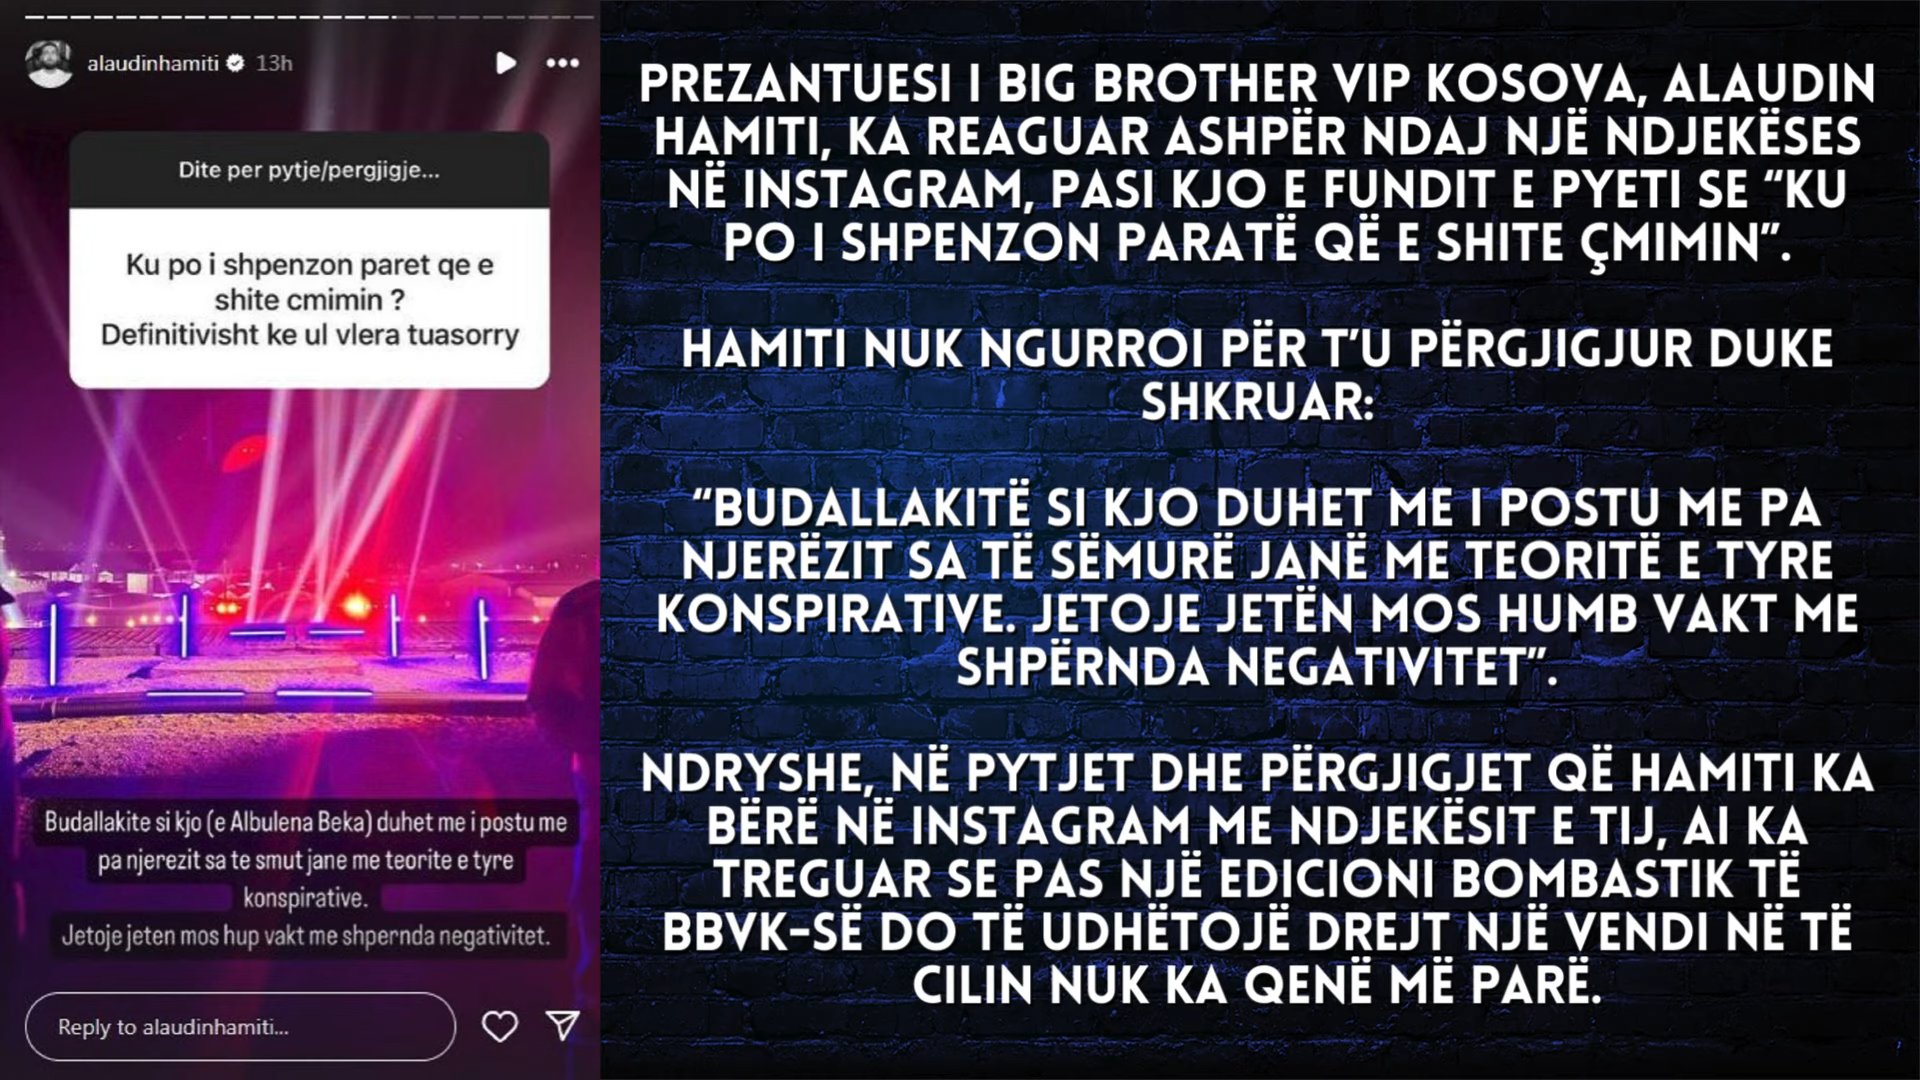 alaudinhamiti 13h
Dite per pytje/pergjigje...
Ku po i shpenzon paret qe e
shite cmimin ?
Definitivisht ke ul vlera tuasorry
Budallakite si kjo (e Albulena Beka) duhet me i postu me
pa njerezit sa te smut jane me teorite e tyre
konspirative.
Jetoje jeten mos hup vakt me shpernda negativitet.
Reply to alaudinhamiti...
PREZANTUESI I BIG BROTHER VIP KOSOVA, ALAUDIN
HAMITI, KA REAGUAR ASHPËR NDAJ NJË NDJEKËSES
NË INSTAGRAM, PASI KJO E FUNDIT E PYETI SE “KU
PO I SHPENZON PARATË QË E SHITE ÇMIMIN”.
HAMITI NUK NGURROI PËR T’U PËRGJIGJUR DUKE
SHKRUAR:
“BUDALLAKITË SI KJO DUHET ME I POSTU ME PA
NJERËZIT SA TË SËMURË JANË ME TEORITË E TYRE
KONSPIRATIVE. JETOJE JETËN MOS HUMB VAKT ME
SHPËRNDA NEGATIVITET”.
NDRYSHE, NË PYTJET DHE PËRGJIGJET QË HAMITI KA
BËRË NË INSTAGRAM ME NDJEKËSIT E TIJ, AI KA
TREGUAR SE PAS NJË EDICIONI BOMBASTIK TË
BBVK-SË DO TË UDHËTOJË DREJT NJË VENDI NË TË
CILIN NUK KA QENË MË PARË.